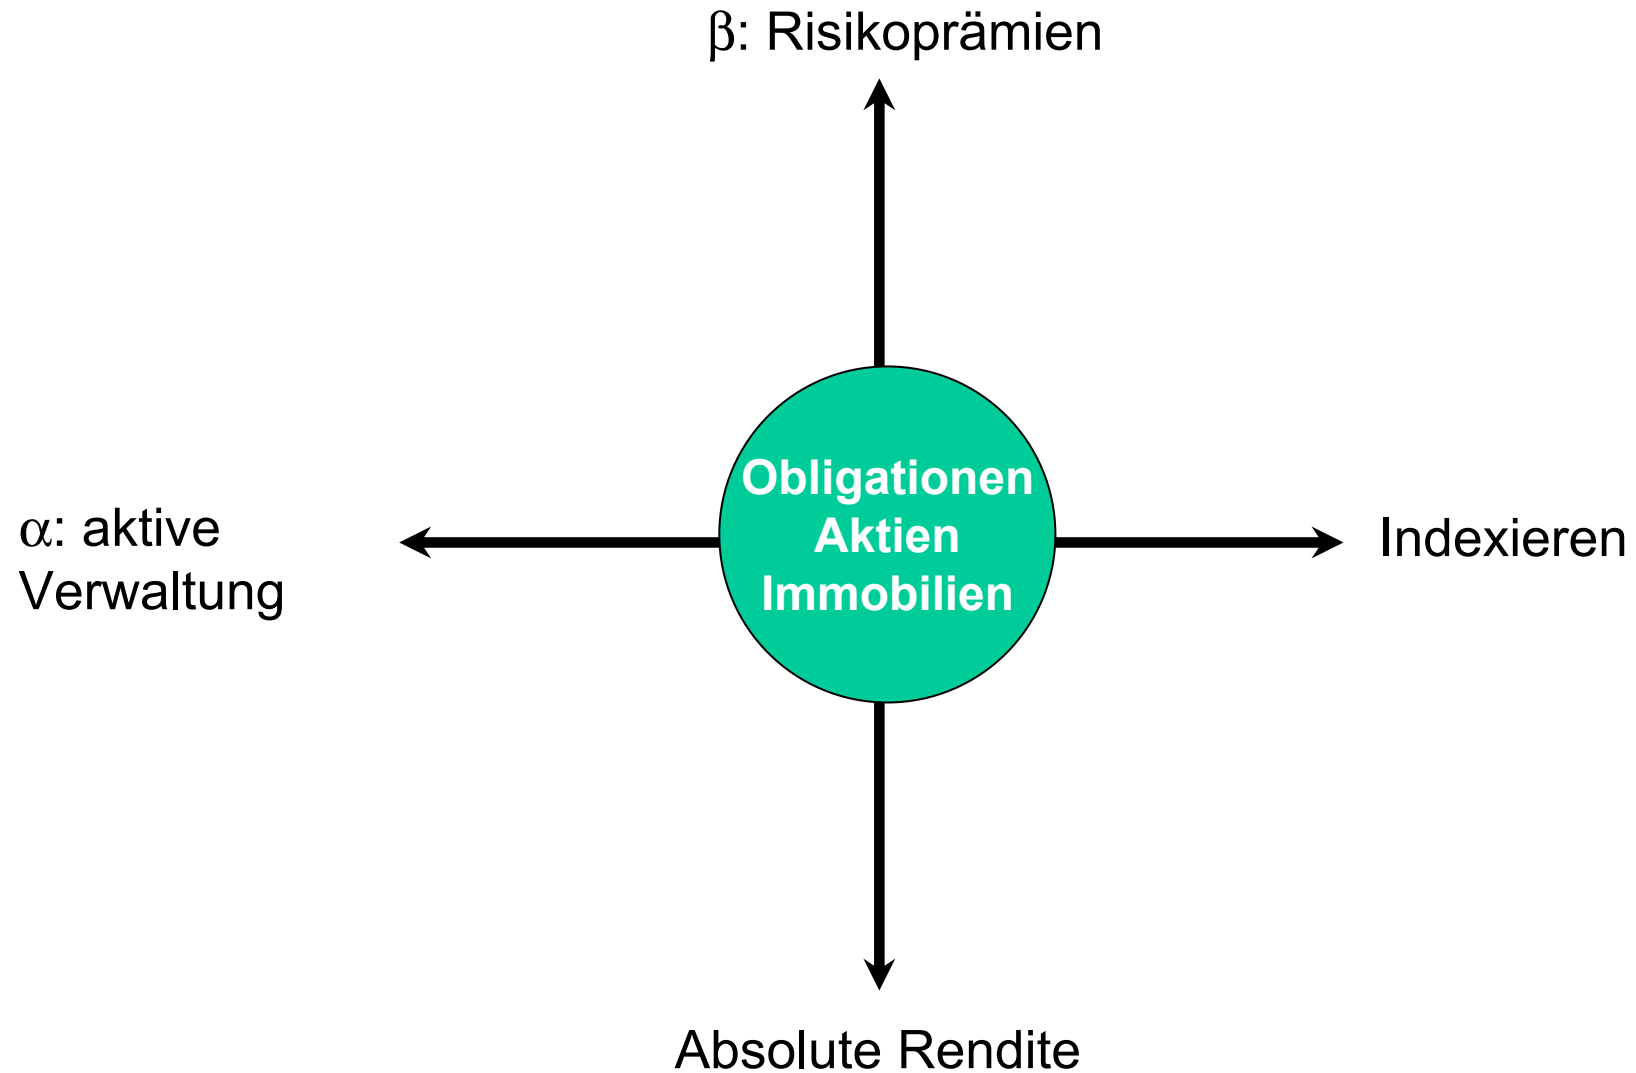 β: Risikoprämien
Obligationen
Aktien
Immobilien
α: aktive
Verwaltung
Indexieren
Absolute Rendite